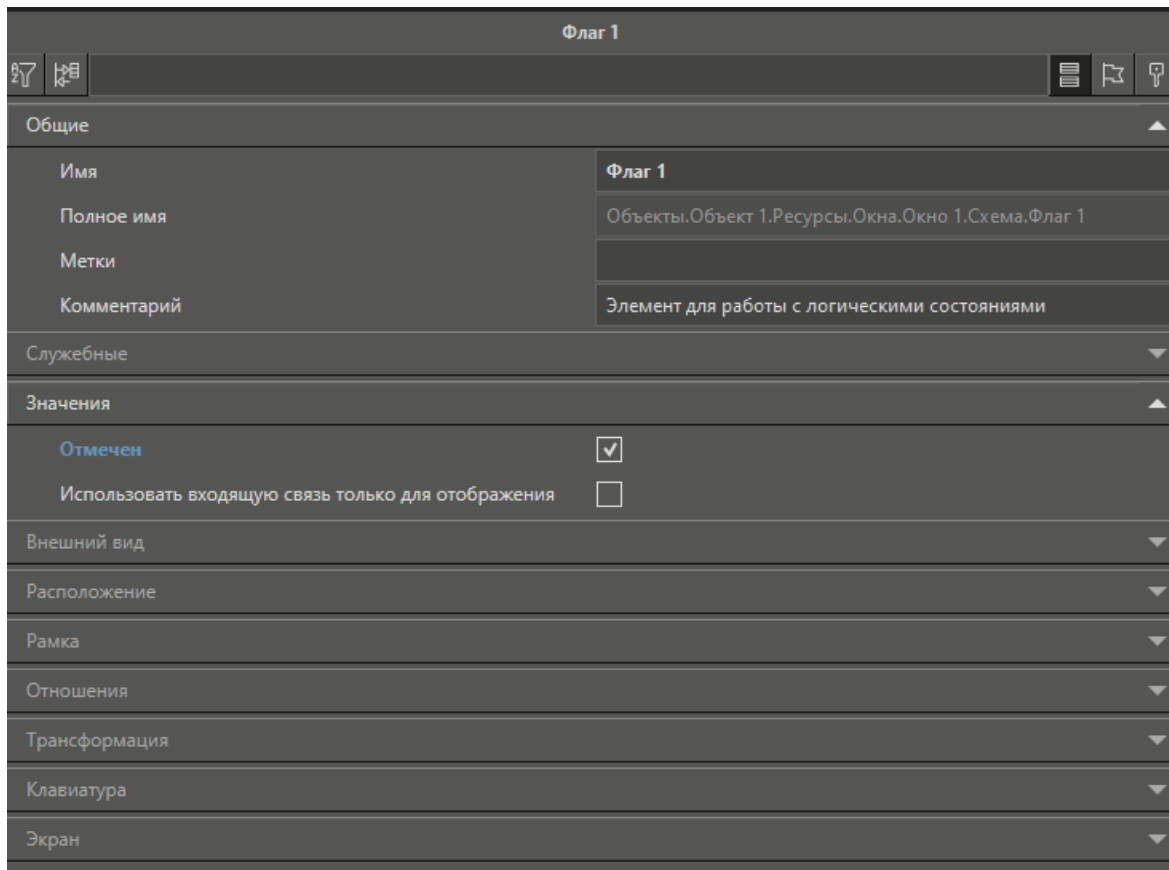 Флаг 1
Общие
Имя Флаг 1
Полное имя Объекты.Объект 1.Ресурсы.Окна.Окно 1.Схема.Флаг 1
Метки
Комментарий Элемент для работы с логическими состояниями
Служебные
Значения
Отмечен
Использовать входящую связь только для отображения
Внешний вид
Расположение
Рамка
Отношения
Трансформация
Клавиатура
Экран